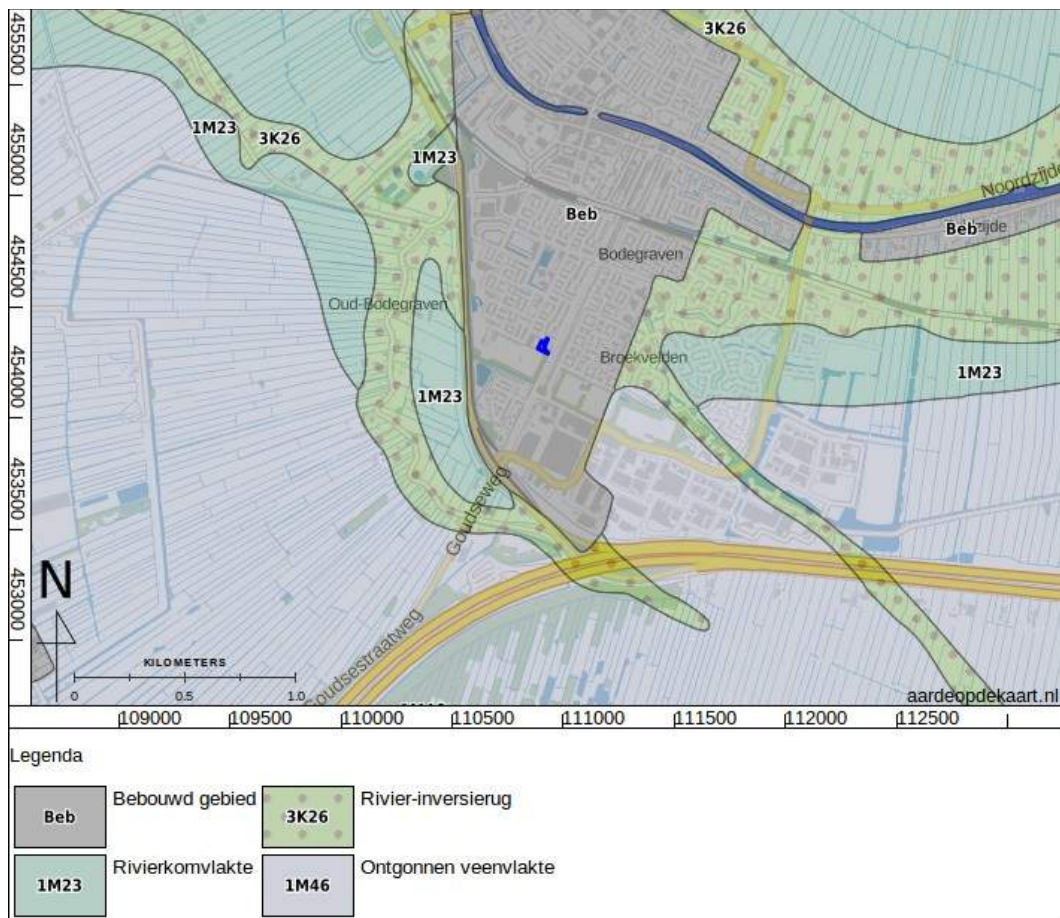 455500
3K26
1M23
3K26
1M23
455000
Noordzijde
Beb
Beb
454500
Bodegraven
Oud-Bodegraven
Broekvelden
454000
1M23
1M23
453500
Goudseweg
N
453000
Goudsestraatweg
KILOMETERS
0 0.5 1.0
aardeopdekaart.nl
109000 109500 110000 110500 111000 111500 112000 112500
Legenda
Beb Bebouwd gebied 3K26 Rivier-inversierug
1M23 Rivierkomvlakte 1M46 Ontgonnen veenvlakte